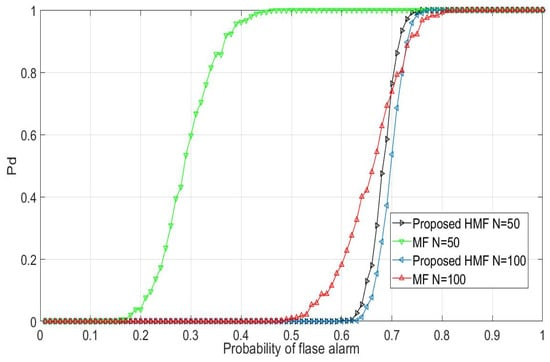 1
0.8
0.6
0.4
0.2
0
Pd
Proposed HMF N=50
MF N=50
Proposed HMF N=100
MF N=100
0 0.1 0.2 0.3 0.4 0.5 0.6 0.7 0.8 0.9 1
Probability of flase alarm